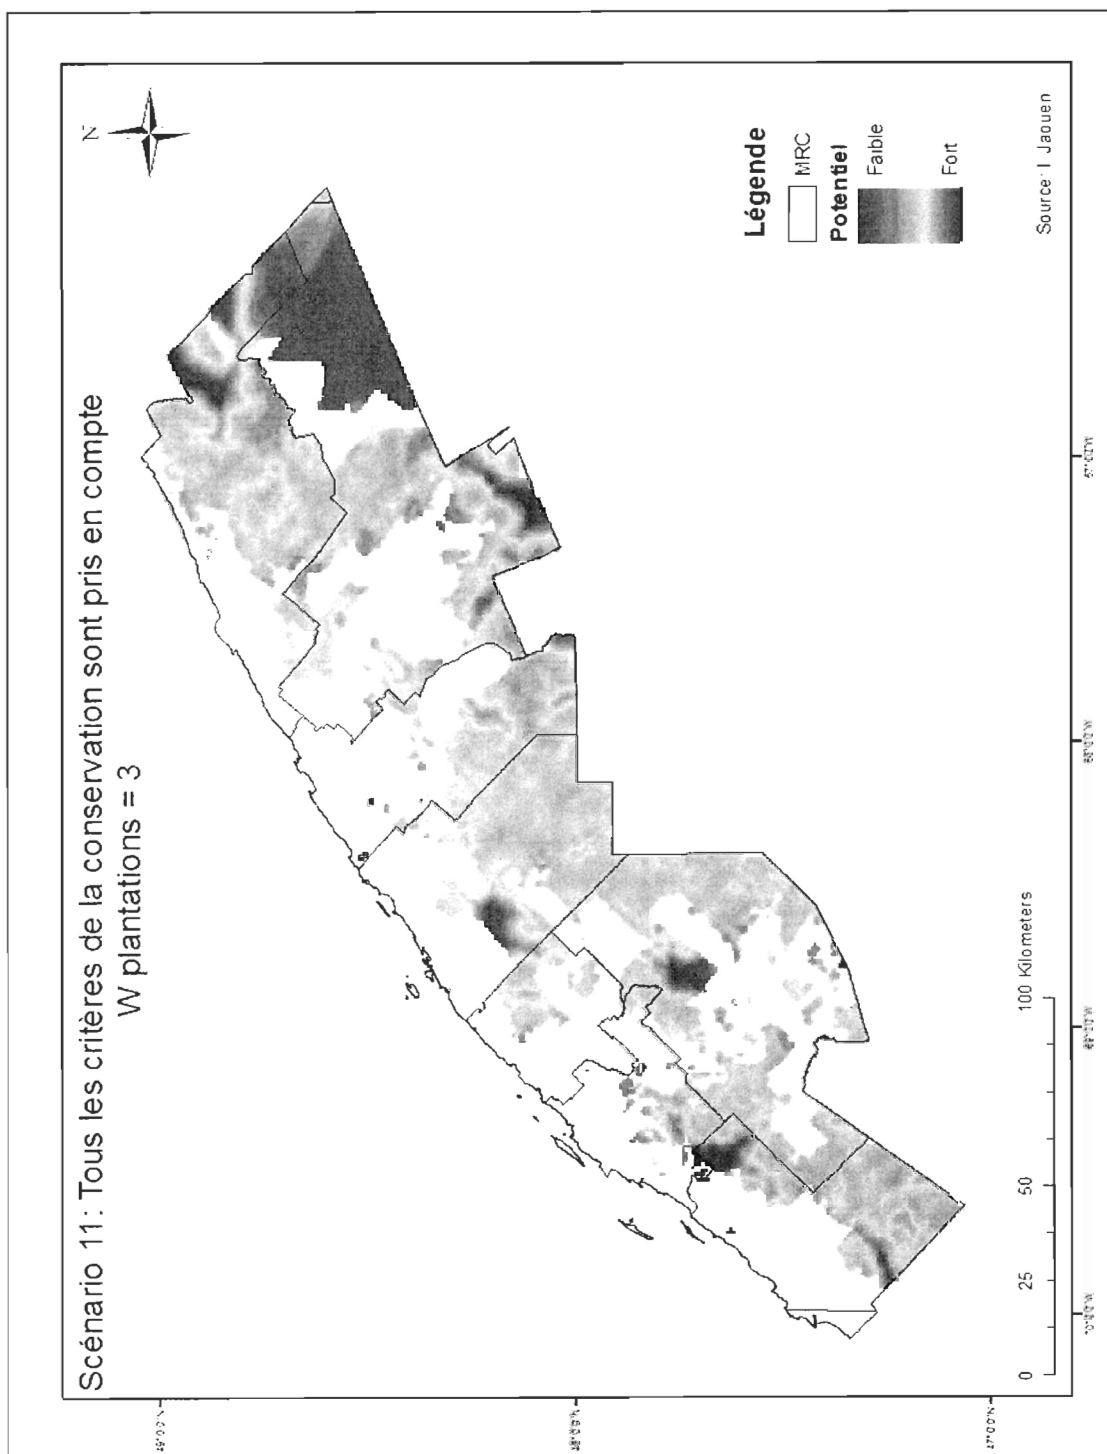 Scénario 11: Tous les critères de la conservation sont pris en compte
W plantations = 3
N
Légende
MRC
Potentiel
Faible
Fort
Source: I Jaouen
0 25 50 100 Kilometers